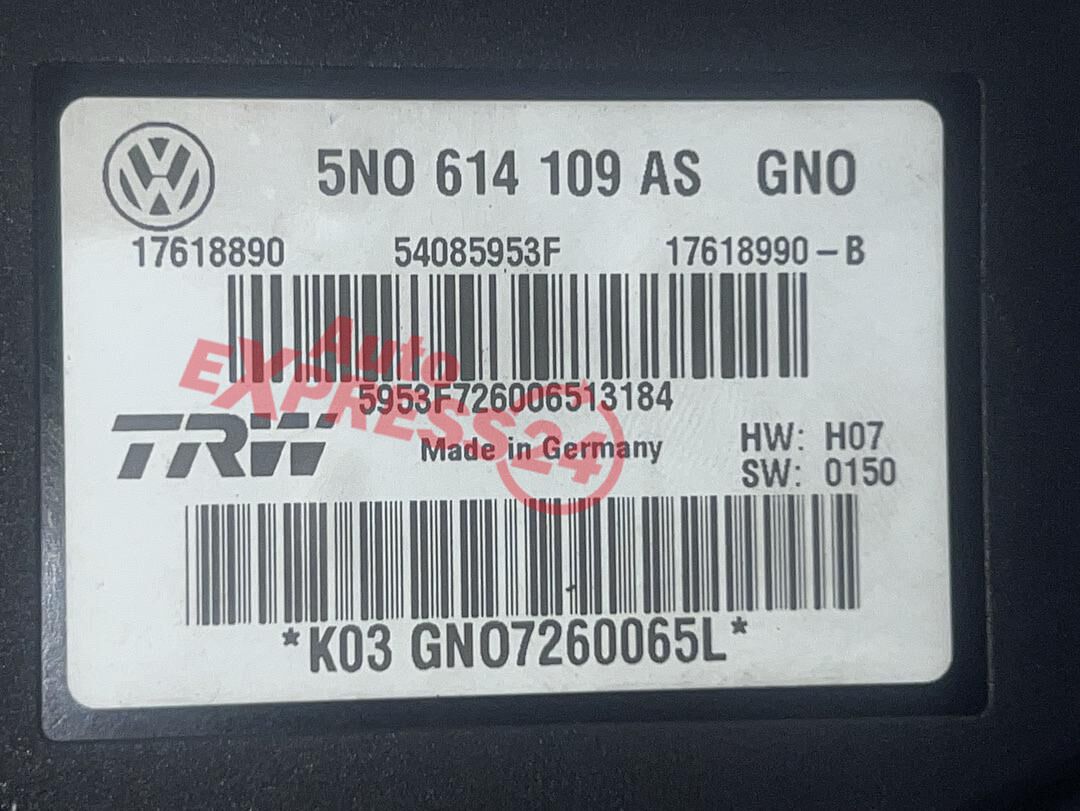 5N0 614 109 AS GNO
17618890 54085953F 17618990-B
Auto
EXPRESS24
5953F726006513184
TRW
Made in Germany
HW: H07
SW: 0150
*K03 GNO7260065L*